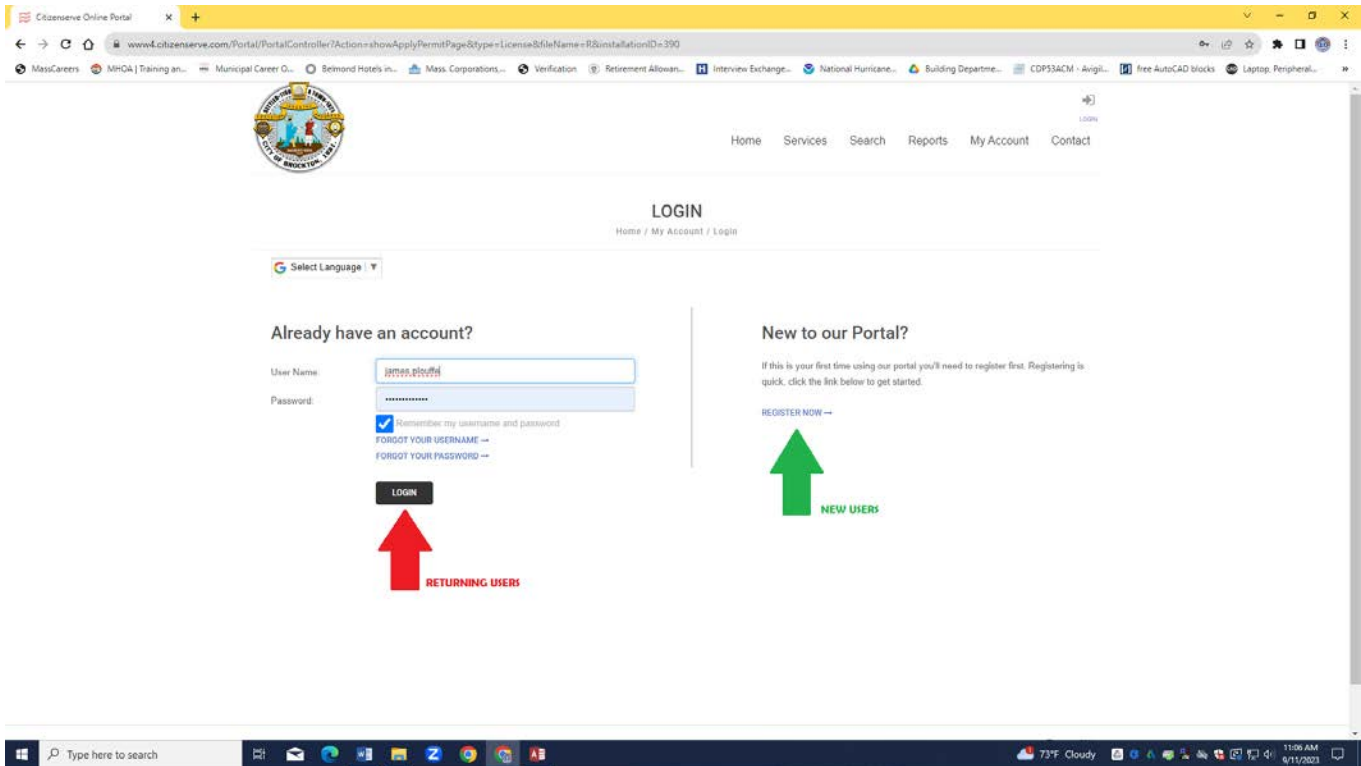 Citizenserve Online Portal
www4.citizenserve.com/Portal/PortalController?Action=showApplyPermitPage&type=License&fileName=R&installationID=390
MassCareers MHOA | Training an... Municipal Career O... Belmond Hotels in... Mass. Corporations,... Verification Retirement Allowan... Interview Exchange... National Hurricane... Building Departme... CDP53ACM - Avigil... free AutoCAD blocks Laptop, Peripheral...
CITY OF BROCKTON
LOGIN
Home Services Search Reports My Account Contact
LOGIN
Home / My Account / Login
Select Language ▼
Already have an account?
User Name: james.plouffe
Password: •••••••••••••
Remember my username and password
FORGOT YOUR USERNAME →
FORGOT YOUR PASSWORD →
LOGIN
RETURNING USERS
New to our Portal?
If this is your first time using our portal you'll need to register first. Registering is
quick, click the link below to get started.
REGISTER NOW →
NEW USERS
Type here to search
73°F Cloudy
11:06 AM
9/11/2023